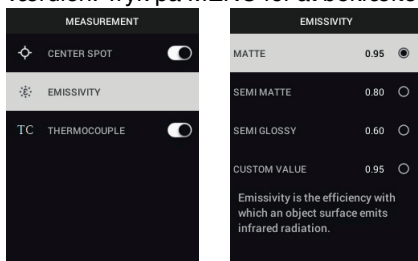 MEASUREMENT
CENTER SPOT
EMISSIVITY
TC THERMOCOUPLE
EMISSIVITY
MATTE 0.95
SEMI MATTE 0.80
SEMI GLOSSY 0.60
CUSTOM VALUE 0.95
Emissivity is the efficiency with
which an object surface emits
infrared radiation.